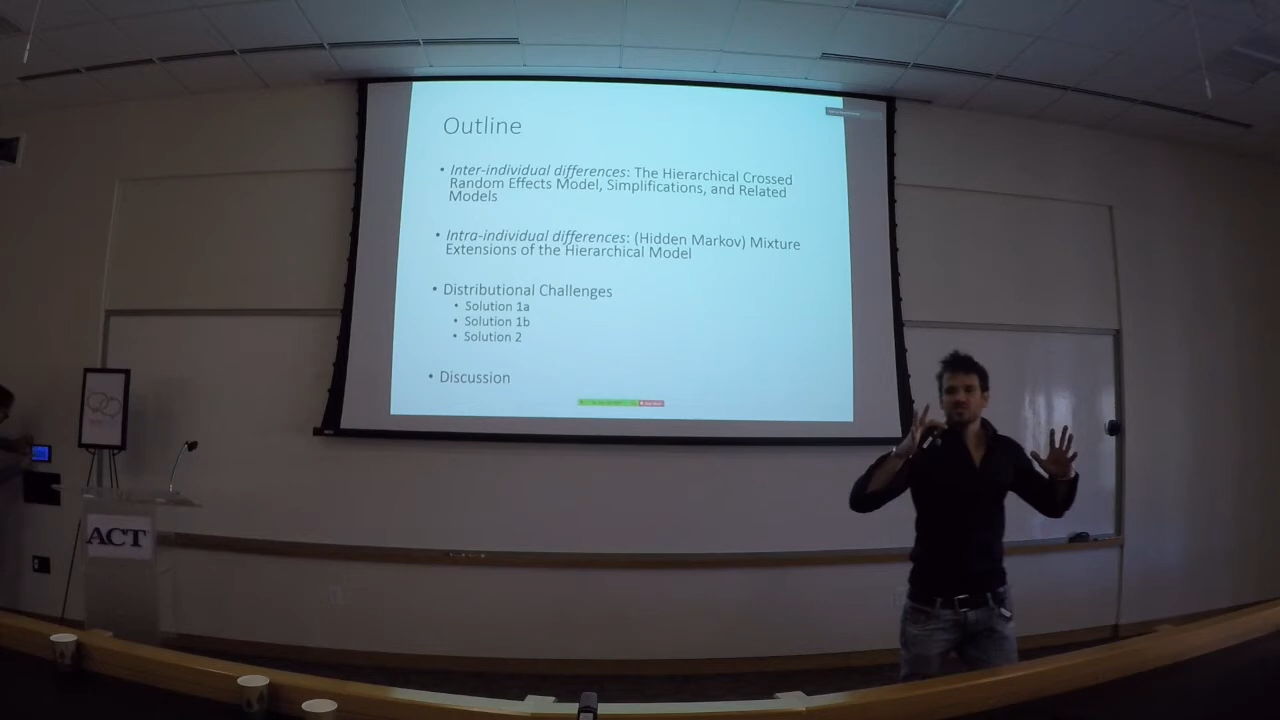 Outline
• Inter-individual differences: The Hierarchical Crossed
Random Effects Model, Simplifications, and Related
Models
• Intra-individual differences: (Hidden Markov) Mixture
Extensions of the Hierarchical Model
• Distributional Challenges
• Solution 1a
• Solution 1b
• Solution 2
• Discussion
ACT